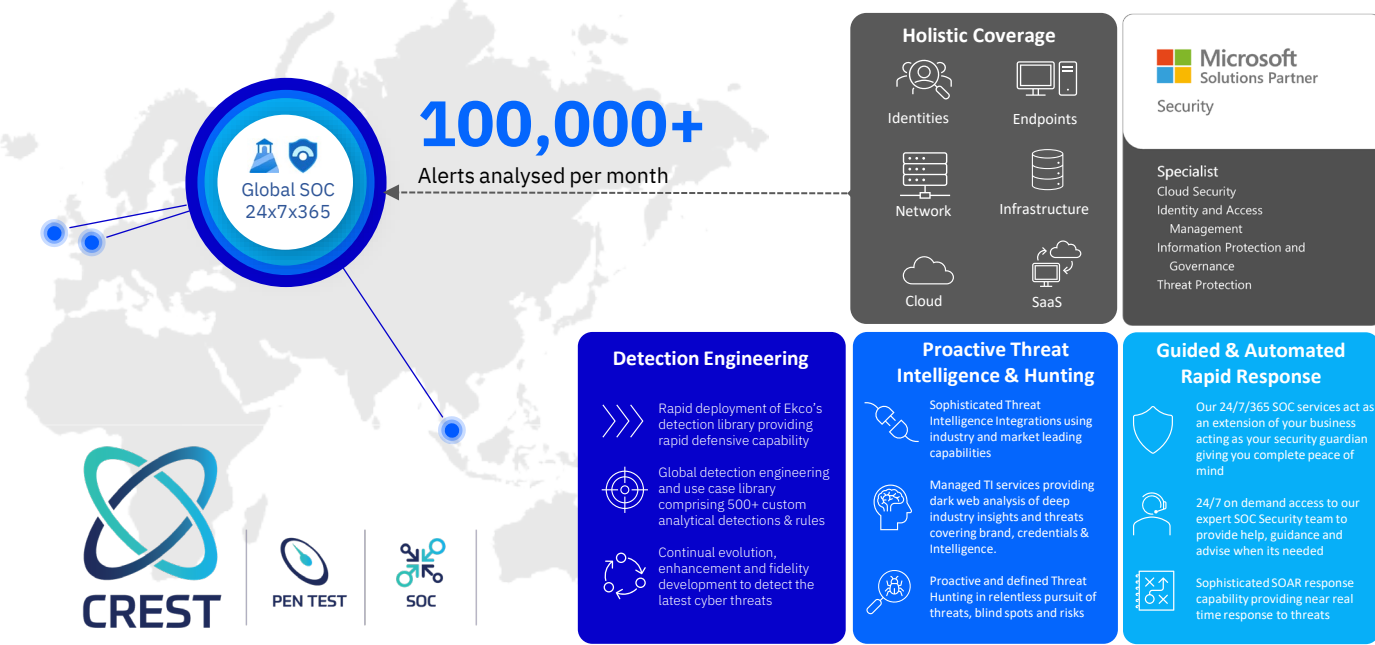 Global SOC
24x7x365
100,000+
Alerts analysed per month
Holistic Coverage
Identities
Endpoints
Network
Infrastructure
Cloud
SaaS
Microsoft
Solutions Partner
Security
Specialist
Cloud Security
Identity and Access
Management
Information Protection and
Governance
Threat Protection
CREST
PEN TEST
SOC
Detection Engineering
Rapid deployment of Ekco's
detection library providing
rapid defensive capability
Global detection engineering
and use case library
comprising 500+ custom
analytical detections & rules
Continual evolution,
enhancement and fidelity
development to detect the
latest cyber threats
Proactive Threat
Intelligence & Hunting
Sophisticated Threat
Intelligence Integrations using
industry and market leading
capabilities
Managed TI services providing
dark web analysis of deep
industry insights and threats
covering brand, credentials &
Intelligence.
Proactive and defined Threat
Hunting in relentless pursuit of
threats, blind spots and risks
Guided & Automated
Rapid Response
Our 24/7/365 SOC services act as
an extension of your business
acting as your security guardian
giving you complete peace of
mind
24/7 on demand access to our
expert SOC Security team to
provide help, guidance and
advise when its needed
Sophisticated SOAR response
capability providing near real
time response to threats